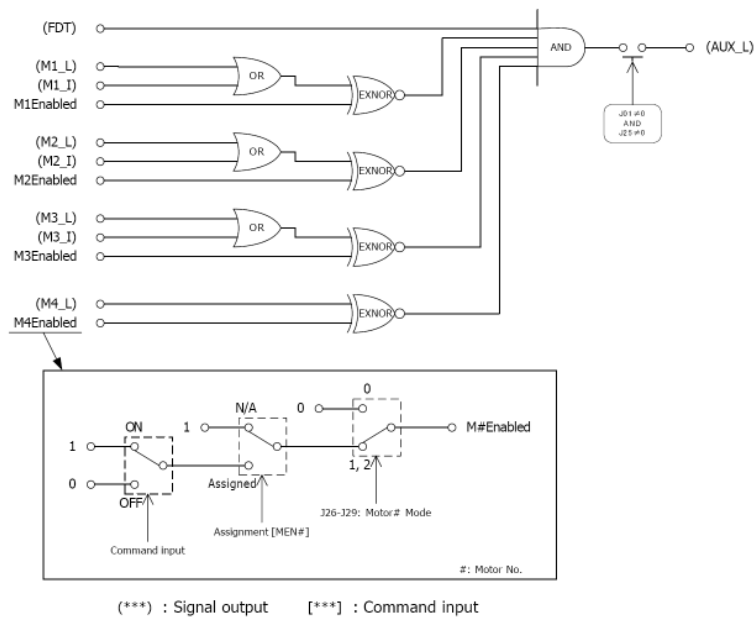 (FDT)
AND
(AUX_L)
(M1_L)
(M1_I)
M1Enabled
OR
EXNOR
J01≠0
AND
J25≠0
(M2_L)
(M2_I)
M2Enabled
OR
EXNOR
(M3_L)
(M3_I)
M3Enabled
OR
EXNOR
(M4_L)
M4Enabled
EXNOR
0
N/A
0
ON
1
M#Enabled
1
1, 2
0
Assigned
OFF
J26-J29: Motor# Mode
Assignment [MEN#]
Command input
#: Motor No.
(***) : Signal output [***] : Command input